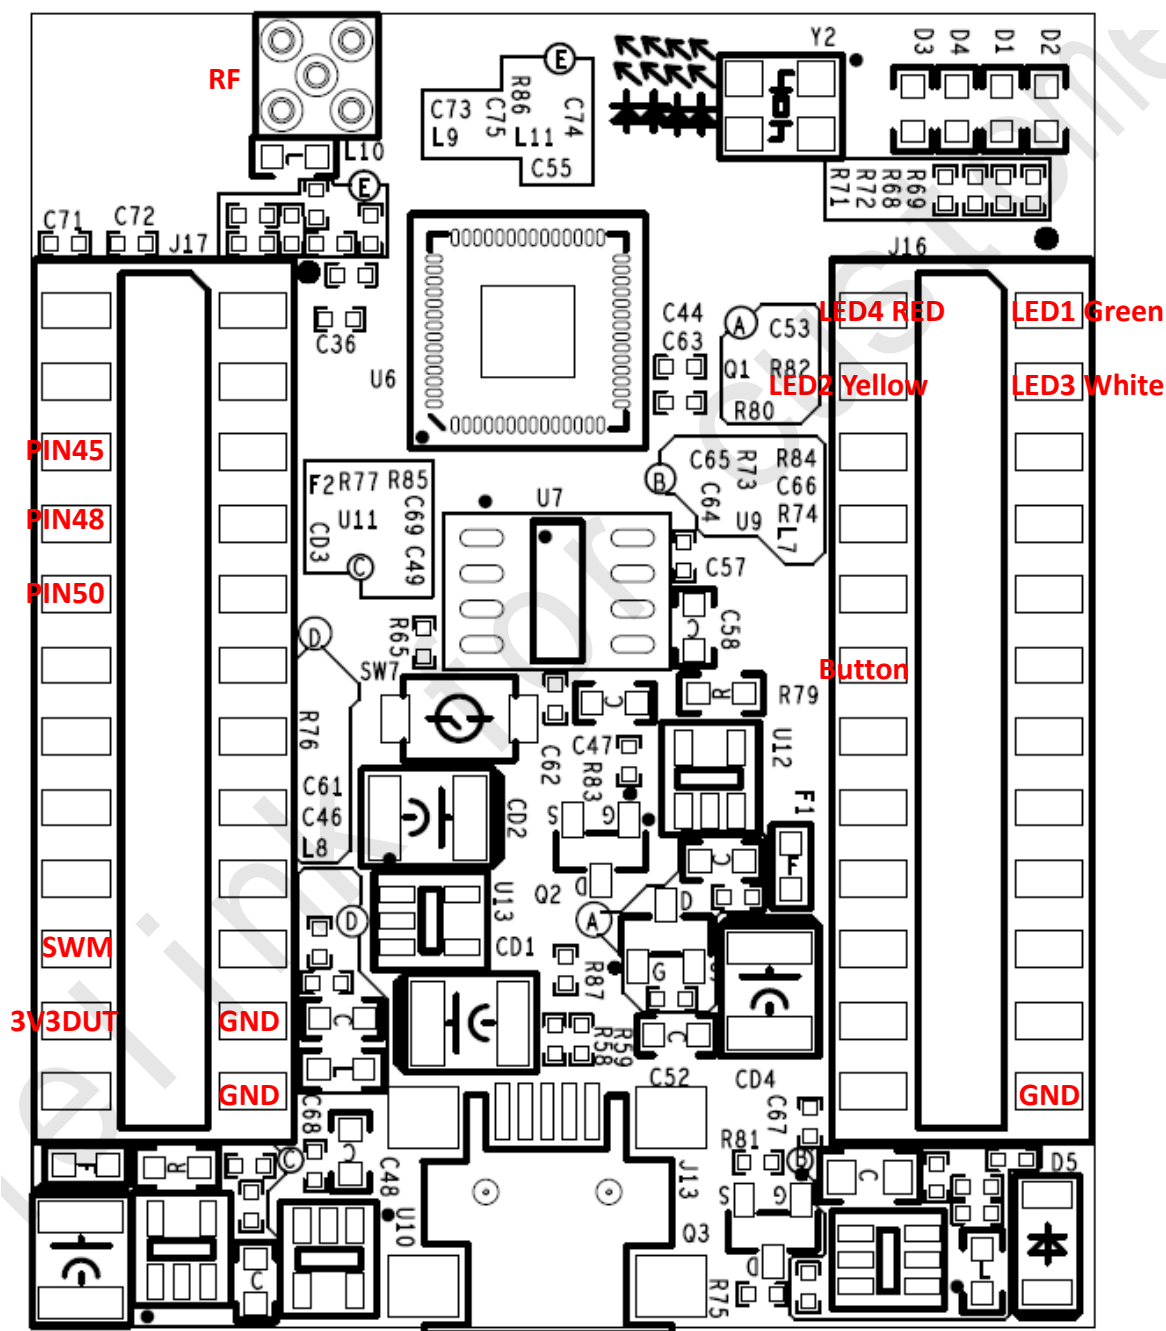 RF
E
Y2
D3
D4
D1
D2
C73
L9
C75
R86
L11
C74
C55
L10
E
L
R71
R72
R68
R69
C71
C72
J17
J16
C36
U6
C44
C63
A
C53
Q1
R82
R80
LED4 RED
LED1 Green
LED2 Yellow
LED3 White
PIN45
PIN48
PIN50
F2
R77
R85
U11
C69
CD3
C
C49
U7
B
C65
R73
R84
C66
C64
U9
R74
L7
C57
C58
C
R65
D
SW7
Button
R79
R
C
R76
C61
C46
L8
CD2
C62
C47
R83
U12
S
G
D
Q2
F1
F
C
D
U13
CD1
A
D
G
S
R87
SWM
3V3DUT
GND
C
L
R58
R59
C
C52
CD4
GND
GND
C68
C67
C
C48
R81
J13
B
D5
F
R
C
C
U10
Q3
S
G
D
R75
C
L
Telink for customer